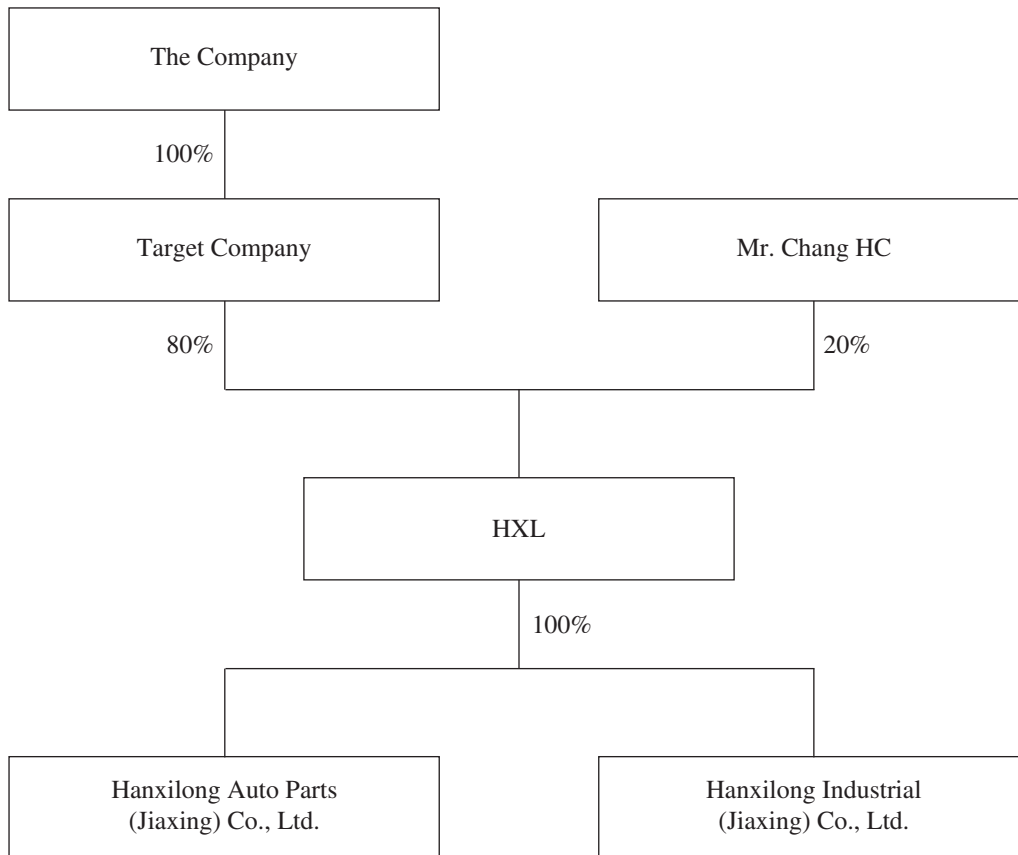 The Company
100%
Target Company
Mr. Chang HC
80%
20%
HXL
100%
Hanxilong Auto Parts
(Jiaxing) Co., Ltd.
Hanxilong Industrial
(Jiaxing) Co., Ltd.